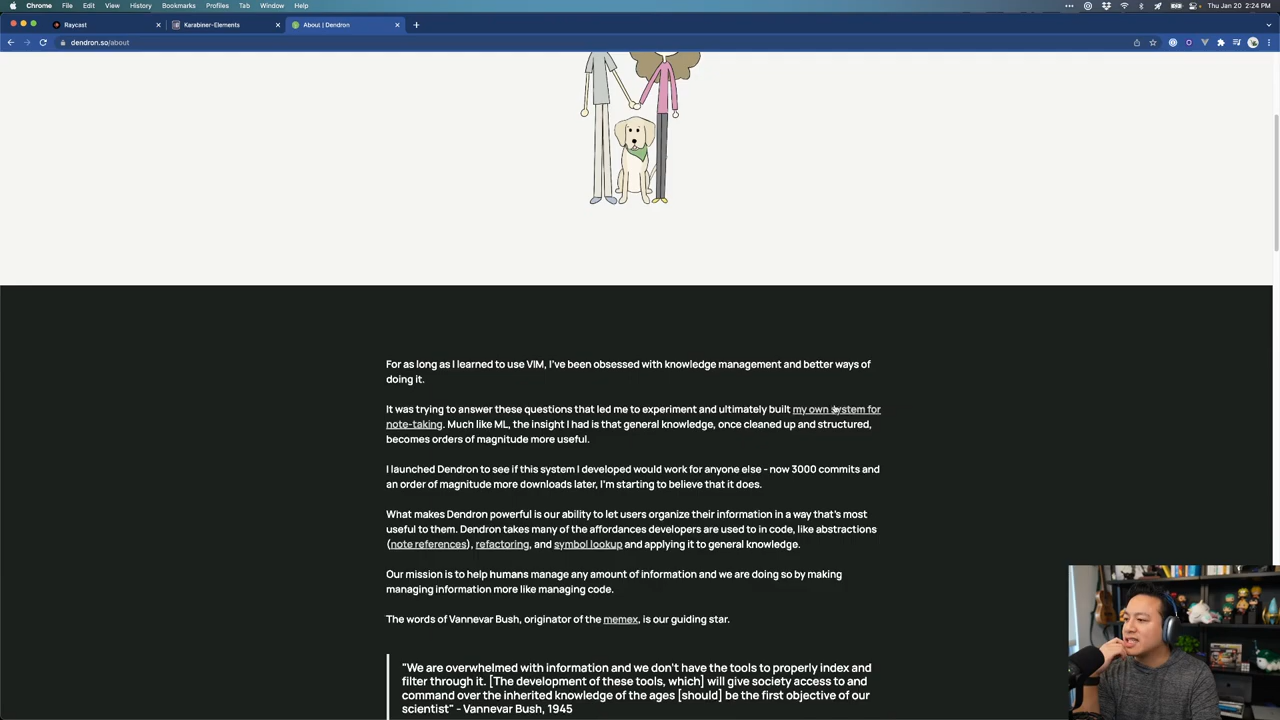 Chrome File Edit View History Bookmarks Profiles Tab Window Help Thu Jan 20 2:24 PM
Raycast Karabiner-Elements About | Dendron
dendron.so/about
For as long as I learned to use VIM, I've been obsessed with knowledge management and better ways of
doing it.
It was trying to answer these questions that led me to experiment and ultimately built my own system for
note-taking. Much like ML, the insight I had is that general knowledge, once cleaned up and structured,
becomes orders of magnitude more useful.
I launched Dendron to see if this system I developed would work for anyone else - now 3000 commits and
an order of magnitude more downloads later, I'm starting to believe that it does.
What makes Dendron powerful is our ability to let users organize their information in a way that's most
useful to them. Dendron takes many of the affordances developers are used to in code, like abstractions
(note references), refactoring, and symbol lookup and applying it to general knowledge.
Our mission is to help humans manage any amount of information and we are doing so by making
managing information more like managing code.
The words of Vannevar Bush, originator of the memex, is our guiding star.
"We are overwhelmed with information and we don't have the tools to properly index and
filter through it. [The development of these tools, which] will give society access to and
command over the inherited knowledge of the ages [should] be the first objective of our
scientist" - Vannevar Bush, 1945